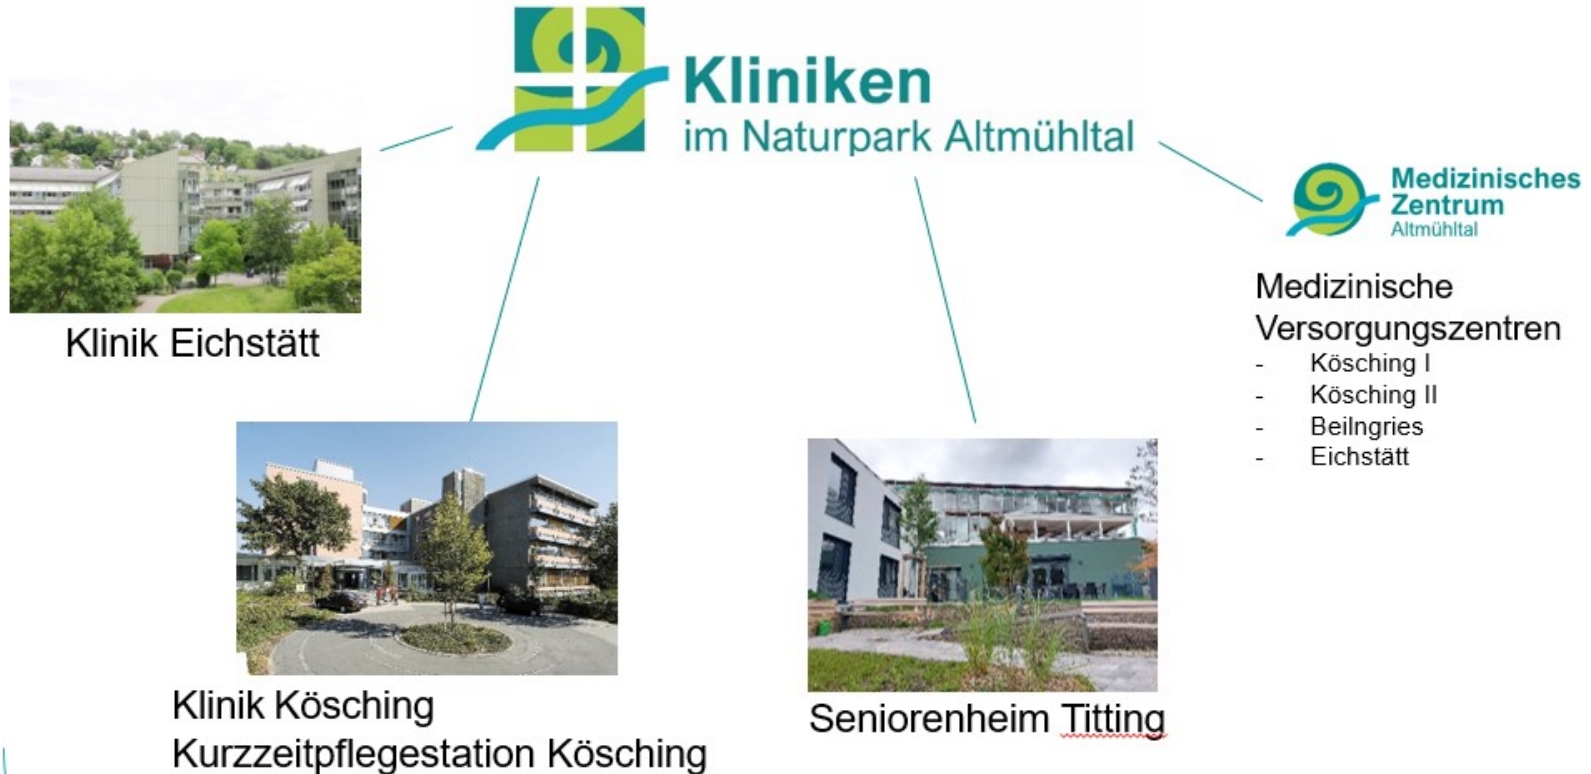 Kliniken
im Naturpark Altmühltal
Medizinisches
Zentrum
Altmühltal
Klinik Eichstätt
Medizinische
Versorgungszentren
- Kösching I
- Kösching II
- Beilngries
- Eichstätt
Klinik Kösching
Kurzzeitpflegestation Kösching
Seniorenheim Titting